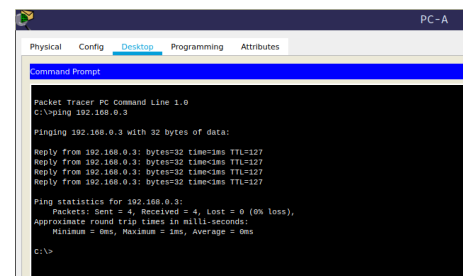 PC-A
Physical Config Desktop Programming Attributes
Command Prompt
Packet Tracer PC Command Line 1.0
C:\>ping 192.168.0.3
Pinging 192.168.0.3 with 32 bytes of data:
Reply from 192.168.0.3: bytes=32 time=1ms TTL=127
Reply from 192.168.0.3: bytes=32 time<1ms TTL=127
Reply from 192.168.0.3: bytes=32 time<1ms TTL=127
Reply from 192.168.0.3: bytes=32 time<1ms TTL=127
Ping statistics for 192.168.0.3:
Packets: Sent = 4, Received = 4, Lost = 0 (0% loss),
Approximate round trip times in milli-seconds:
Minimum = 0ms, Maximum = 1ms, Average = 0ms
C:\>